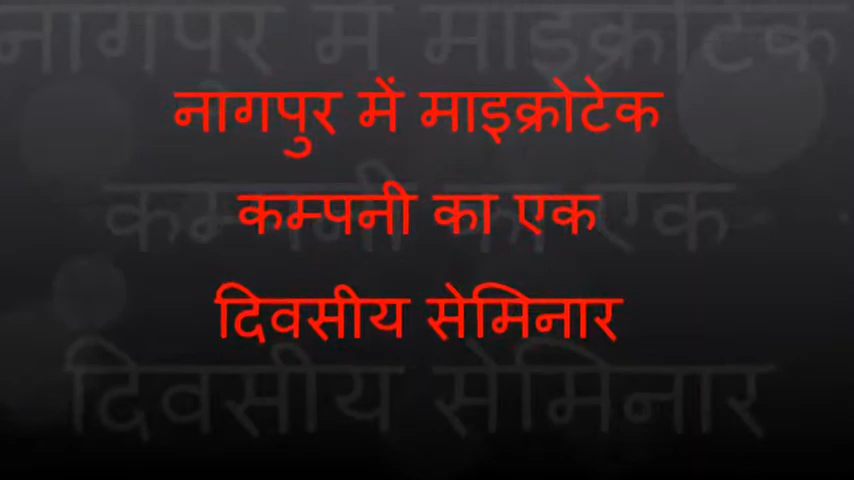 नागपुर में माइक्रोटेक
कम्पनी का एक
दिवसीय सेमिनार